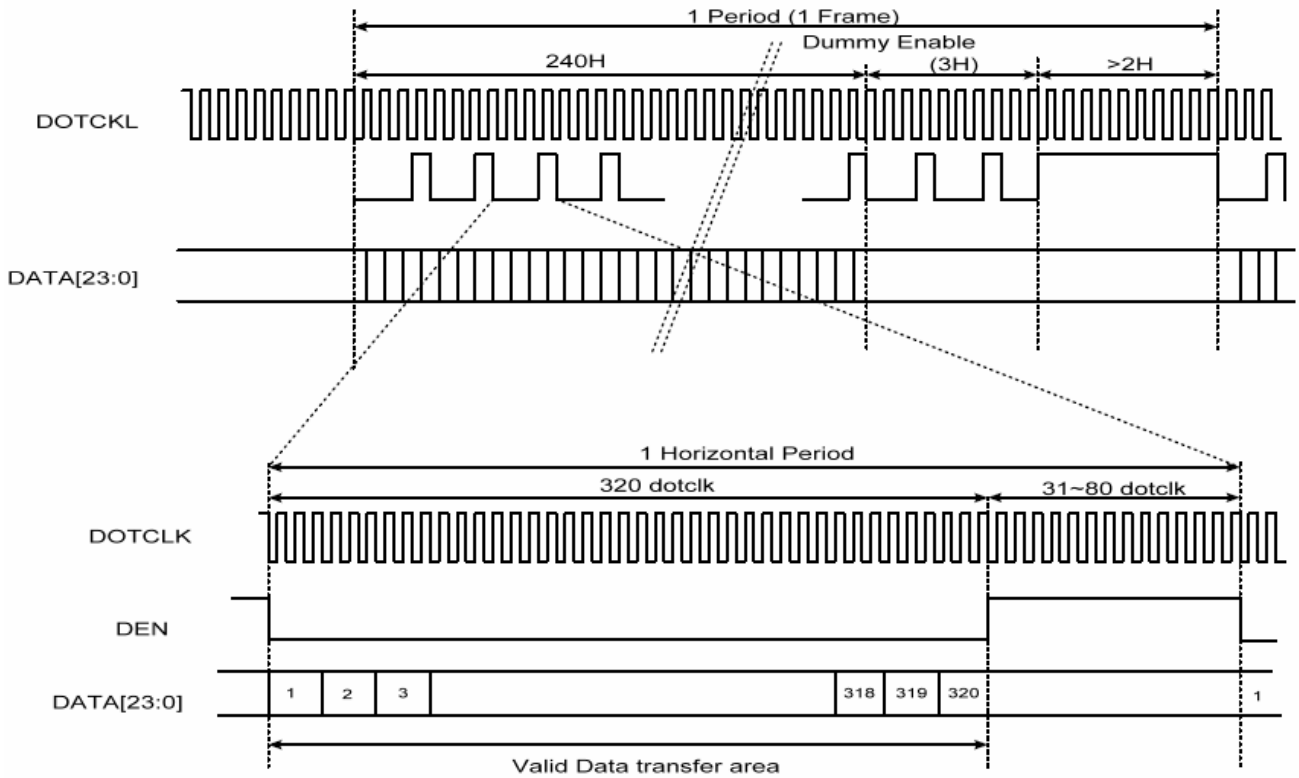 1 Period (1 Frame)
Dummy Enable
240H
(3H)
>2H
DOTCKL
DATA[23:0]
1 Horizontal Period
320 dotclk
31~80 dotclk
DOTCLK
DEN
DATA[23:0]
1
2
3
318
319
320
1
Valid Data transfer area